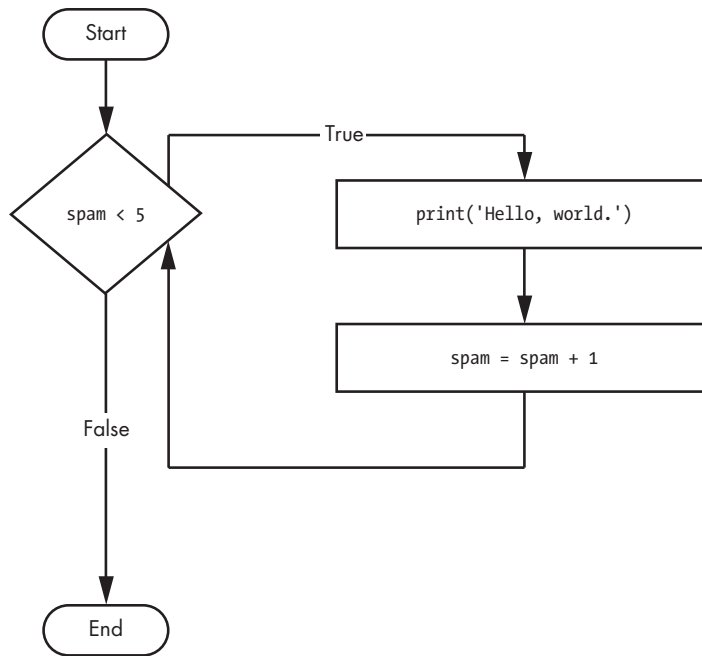 Start
True
spam < 5
print('Hello, world.')
spam = spam + 1
False
End